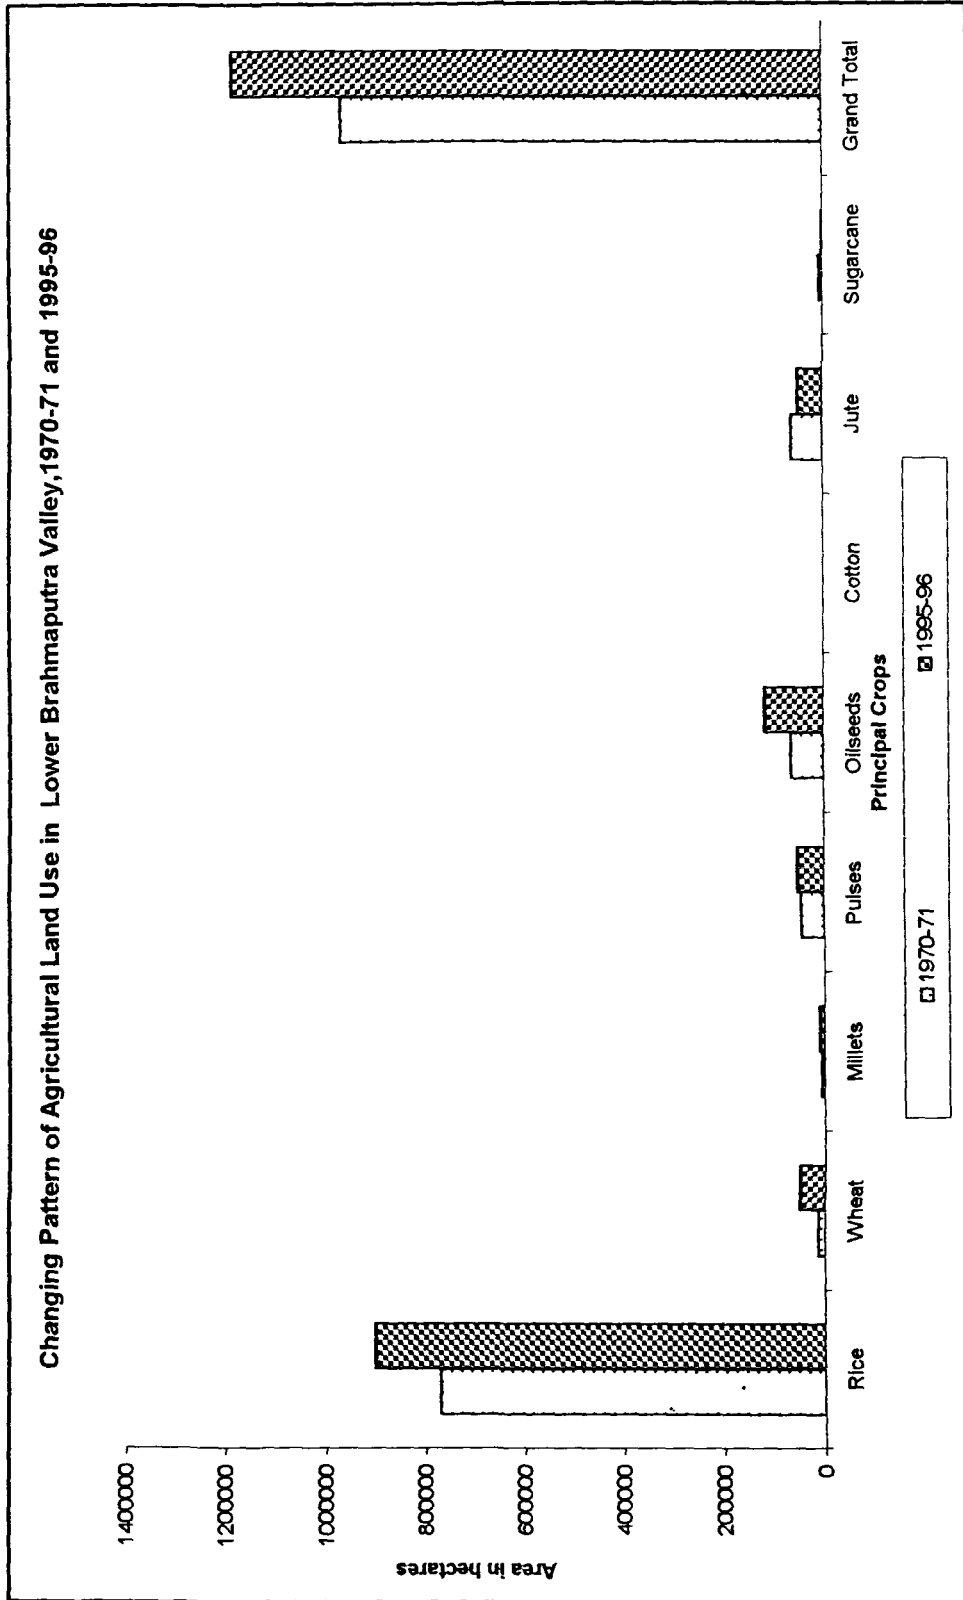 Changing Pattern of Agricultural Land Use in Lower Brahmaputra Valley,1970-71 and 1995-96
Area in hectares
1400000
1200000
1000000
800000
600000
400000
200000
0
Rice Wheat Millets Pulses Oilseeds Cotton Jute Sugarcane Grand Total
Principal Crops
1970-71 1995-96